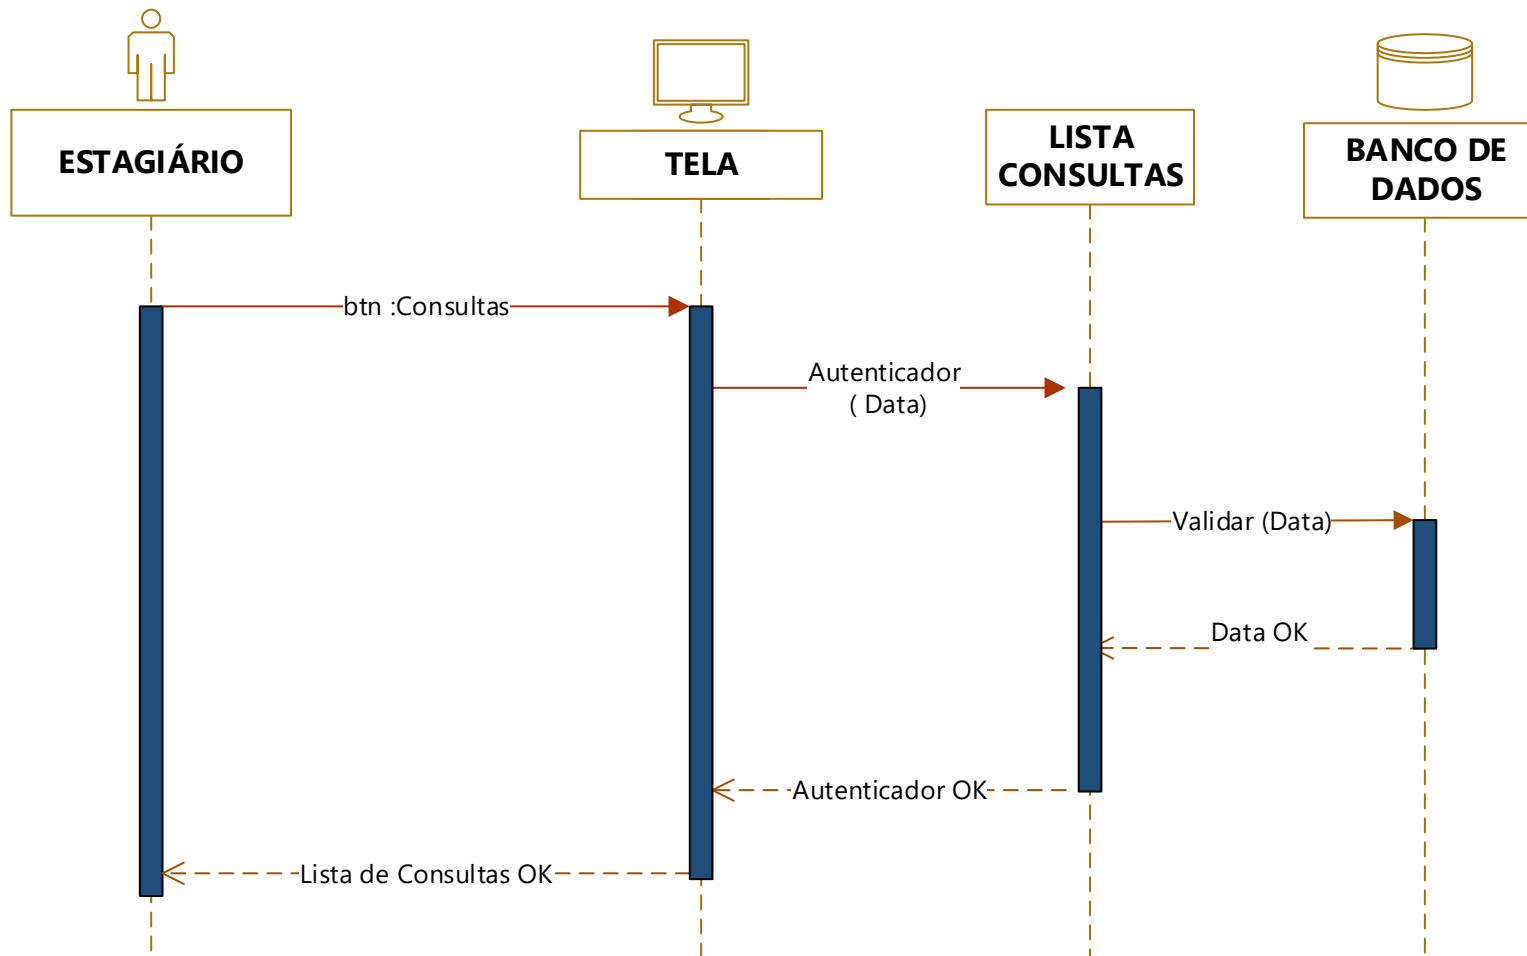 ESTAGIÁRIO
TELA
LISTA
CONSULTAS
BANCO DE
DADOS
btn :Consultas
Autenticador
( Data)
Validar (Data)
Data OK
Autenticador OK
Lista de Consultas OK